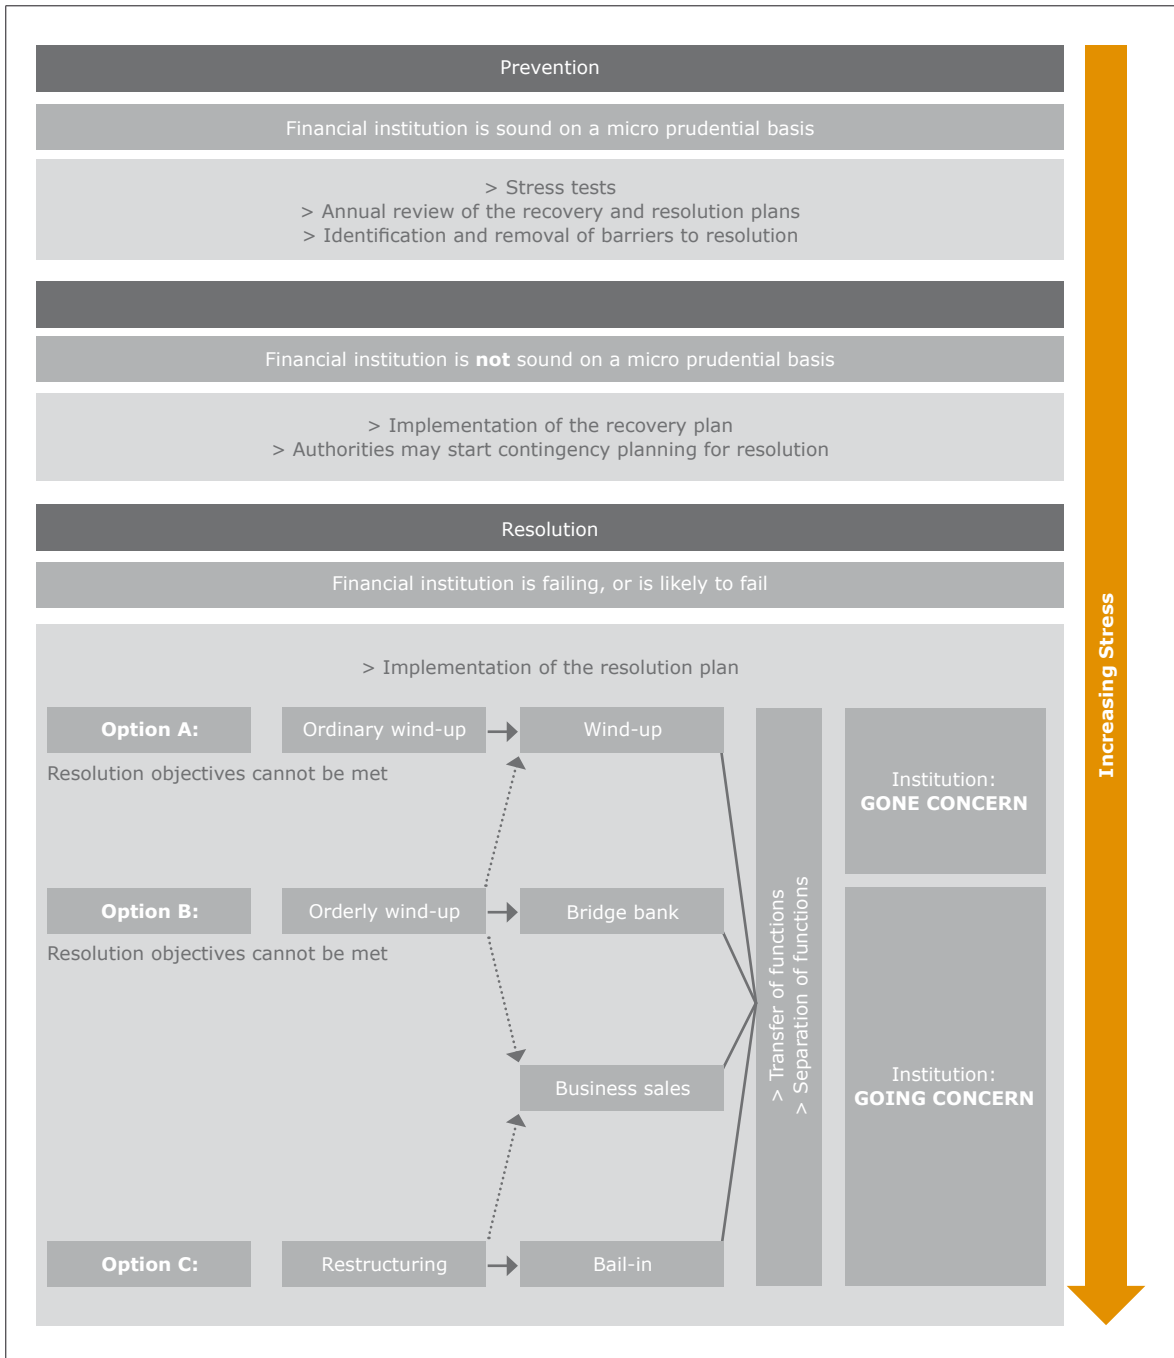 Prevention
Financial institution is sound on a micro prudential basis
> Stress tests
> Annual review of the recovery and resolution plans
> Identification and removal of barriers to resolution
Financial institution is not sound on a micro prudential basis
> Implementation of the recovery plan
> Authorities may start contingency planning for resolution
Resolution
Financial institution is failing, or is likely to fail
> Implementation of the resolution plan
Option A:
Ordinary wind-up
Wind-up
Resolution objectives cannot be met
Option B:
Orderly wind-up
Bridge bank
Resolution objectives cannot be met
Business sales
Option C:
Restructuring
Bail-in
> Transfer of functions
> Separation of functions
Institution:
GONE CONCERN
Institution:
GOING CONCERN
Increasing Stress